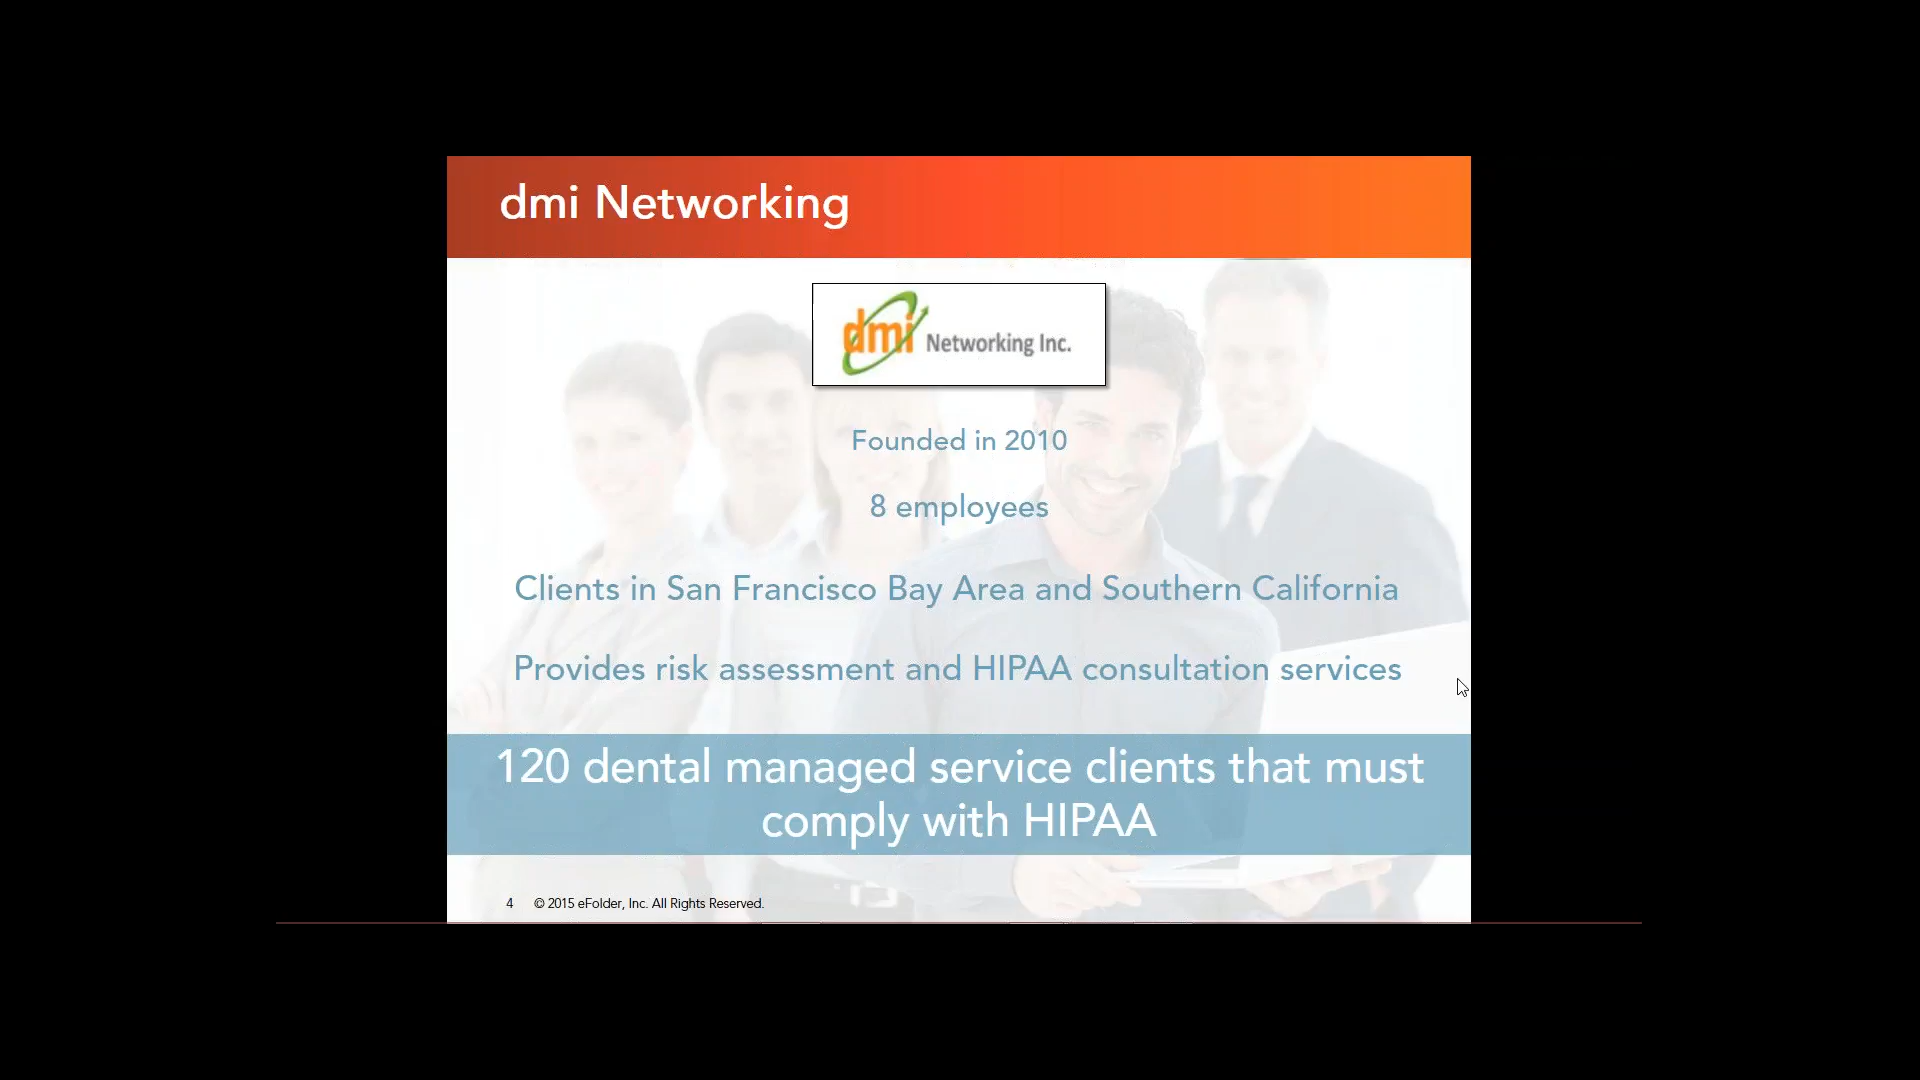 dmi Networking
dmi Networking Inc.
Founded in 2010
8 employees
Clients in San Francisco Bay Area and Southern California
Provides risk assessment and HIPAA consultation services
120 dental managed service clients that must
comply with HIPAA
4 © 2015 eFolder, Inc. All Rights Reserved.